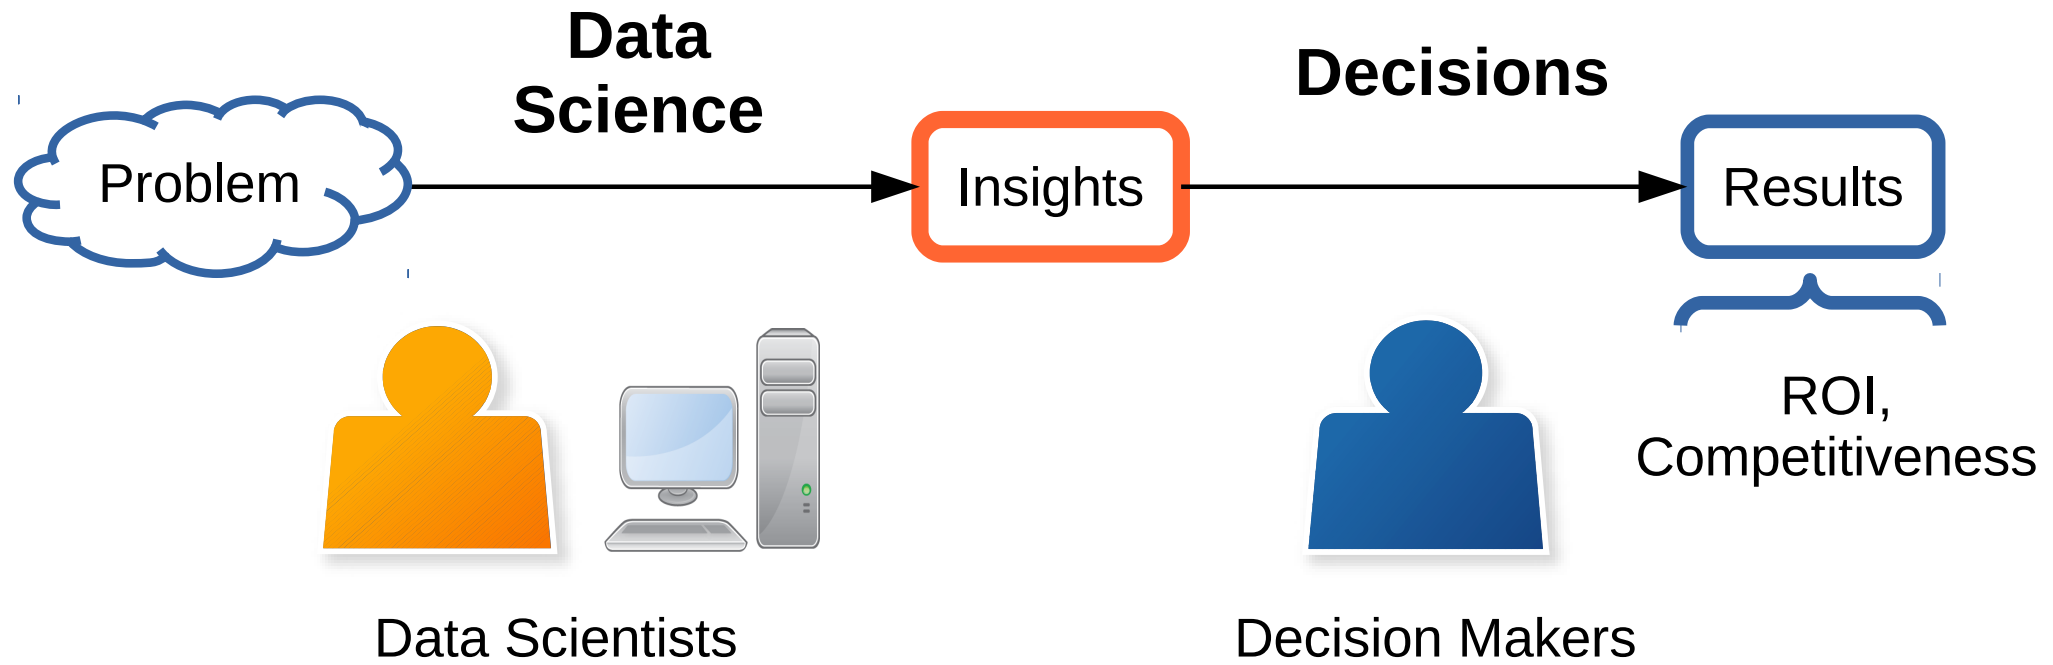 Data
Science
Decisions
Problem
Insights
Results
ROI,
Competitiveness
Data Scientists
Decision Makers